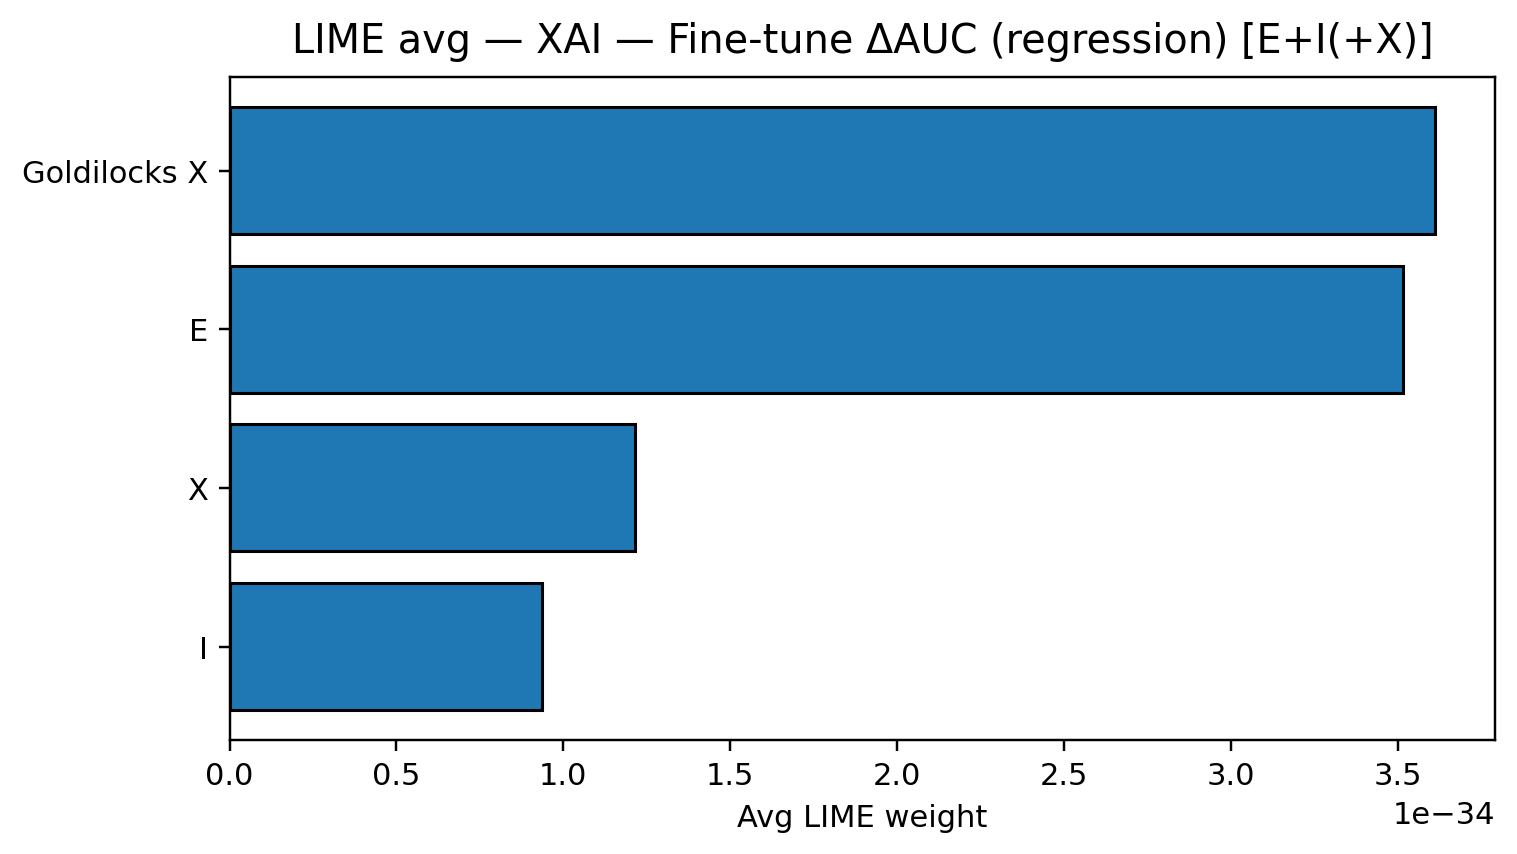 LIME avg — XAI — Fine-tune ΔAUC (regression) [E+I(+X)]
Goldilocks X
E
X
I
0.0 0.5 1.0 1.5 2.0 2.5 3.0 3.5
Avg LIME weight
1e−34